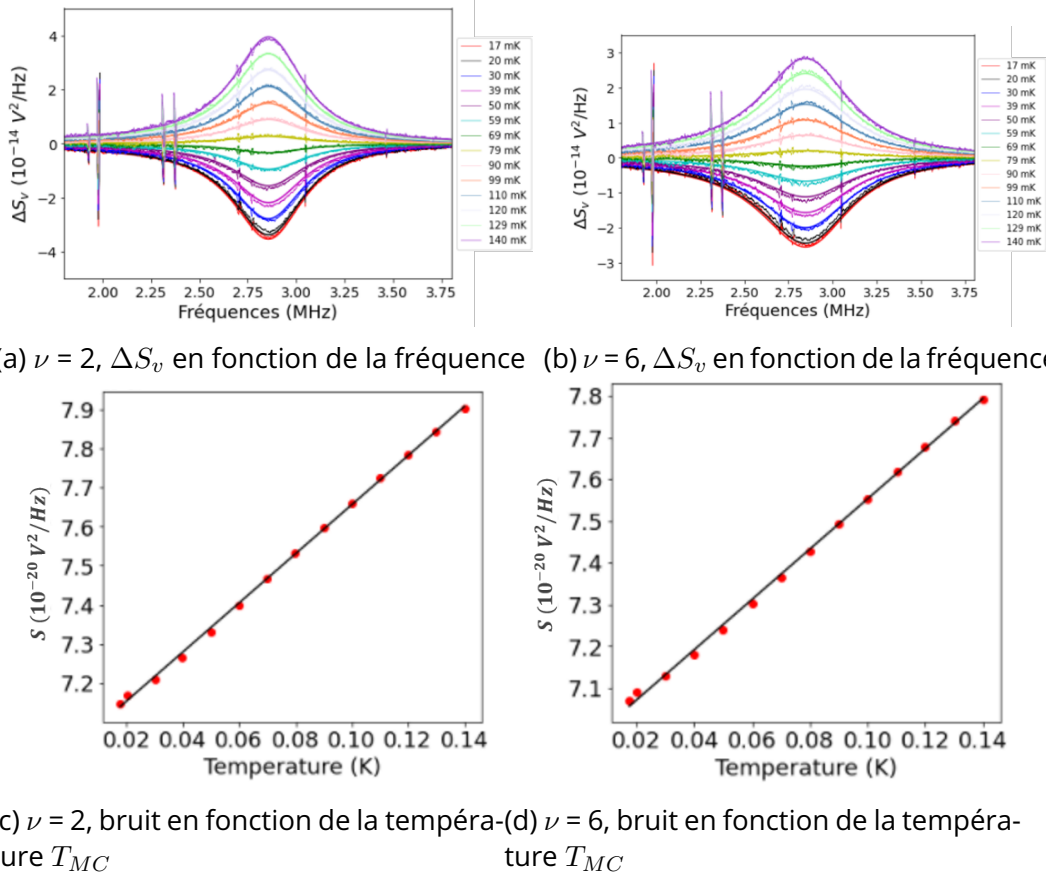 4
2
0
−2
−4
ΔS_v (10⁻¹⁴ V²/Hz)
2.00 2.25 2.50 2.75 3.00 3.25 3.50 3.75
Fréquences (MHz)
17 mK
20 mK
30 mK
39 mK
50 mK
59 mK
69 mK
79 mK
90 mK
99 mK
110 mK
120 mK
129 mK
140 mK
3
2
1
0
−1
−2
−3
ΔS_v (10⁻¹⁴ V²/Hz)
2.00 2.25 2.50 2.75 3.00 3.25 3.50 3.75
Fréquences (MHz)
17 mK
20 mK
30 mK
39 mK
50 mK
59 mK
69 mK
79 mK
90 mK
99 mK
110 mK
120 mK
129 mK
140 mK
(a) ν = 2, ΔS_v en fonction de la fréquence
(b) ν = 6, ΔS_v en fonction de la fréquence
7.9
7.8
7.7
7.6
7.5
7.4
7.3
7.2
S (10⁻²⁰ V²/Hz)
0.02 0.04 0.06 0.08 0.10 0.12 0.14
Temperature (K)
7.8
7.7
7.6
7.5
7.4
7.3
7.2
7.1
S (10⁻²⁰ V²/Hz)
0.02 0.04 0.06 0.08 0.10 0.12 0.14
Temperature (K)
c) ν = 2, bruit en fonction de la tempéra-
ure T_MC
(d) ν = 6, bruit en fonction de la tempéra-
ture T_MC